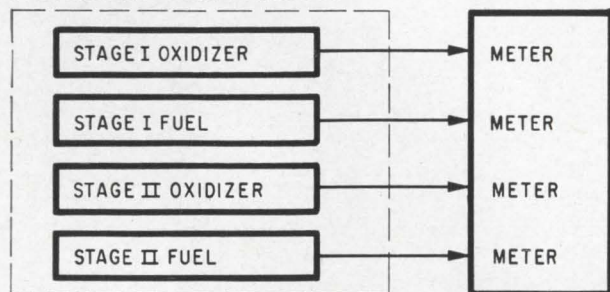 STAGE I OXIDIZER
METER
STAGE I FUEL
METER
STAGE II OXIDIZER
METER
STAGE II FUEL
METER